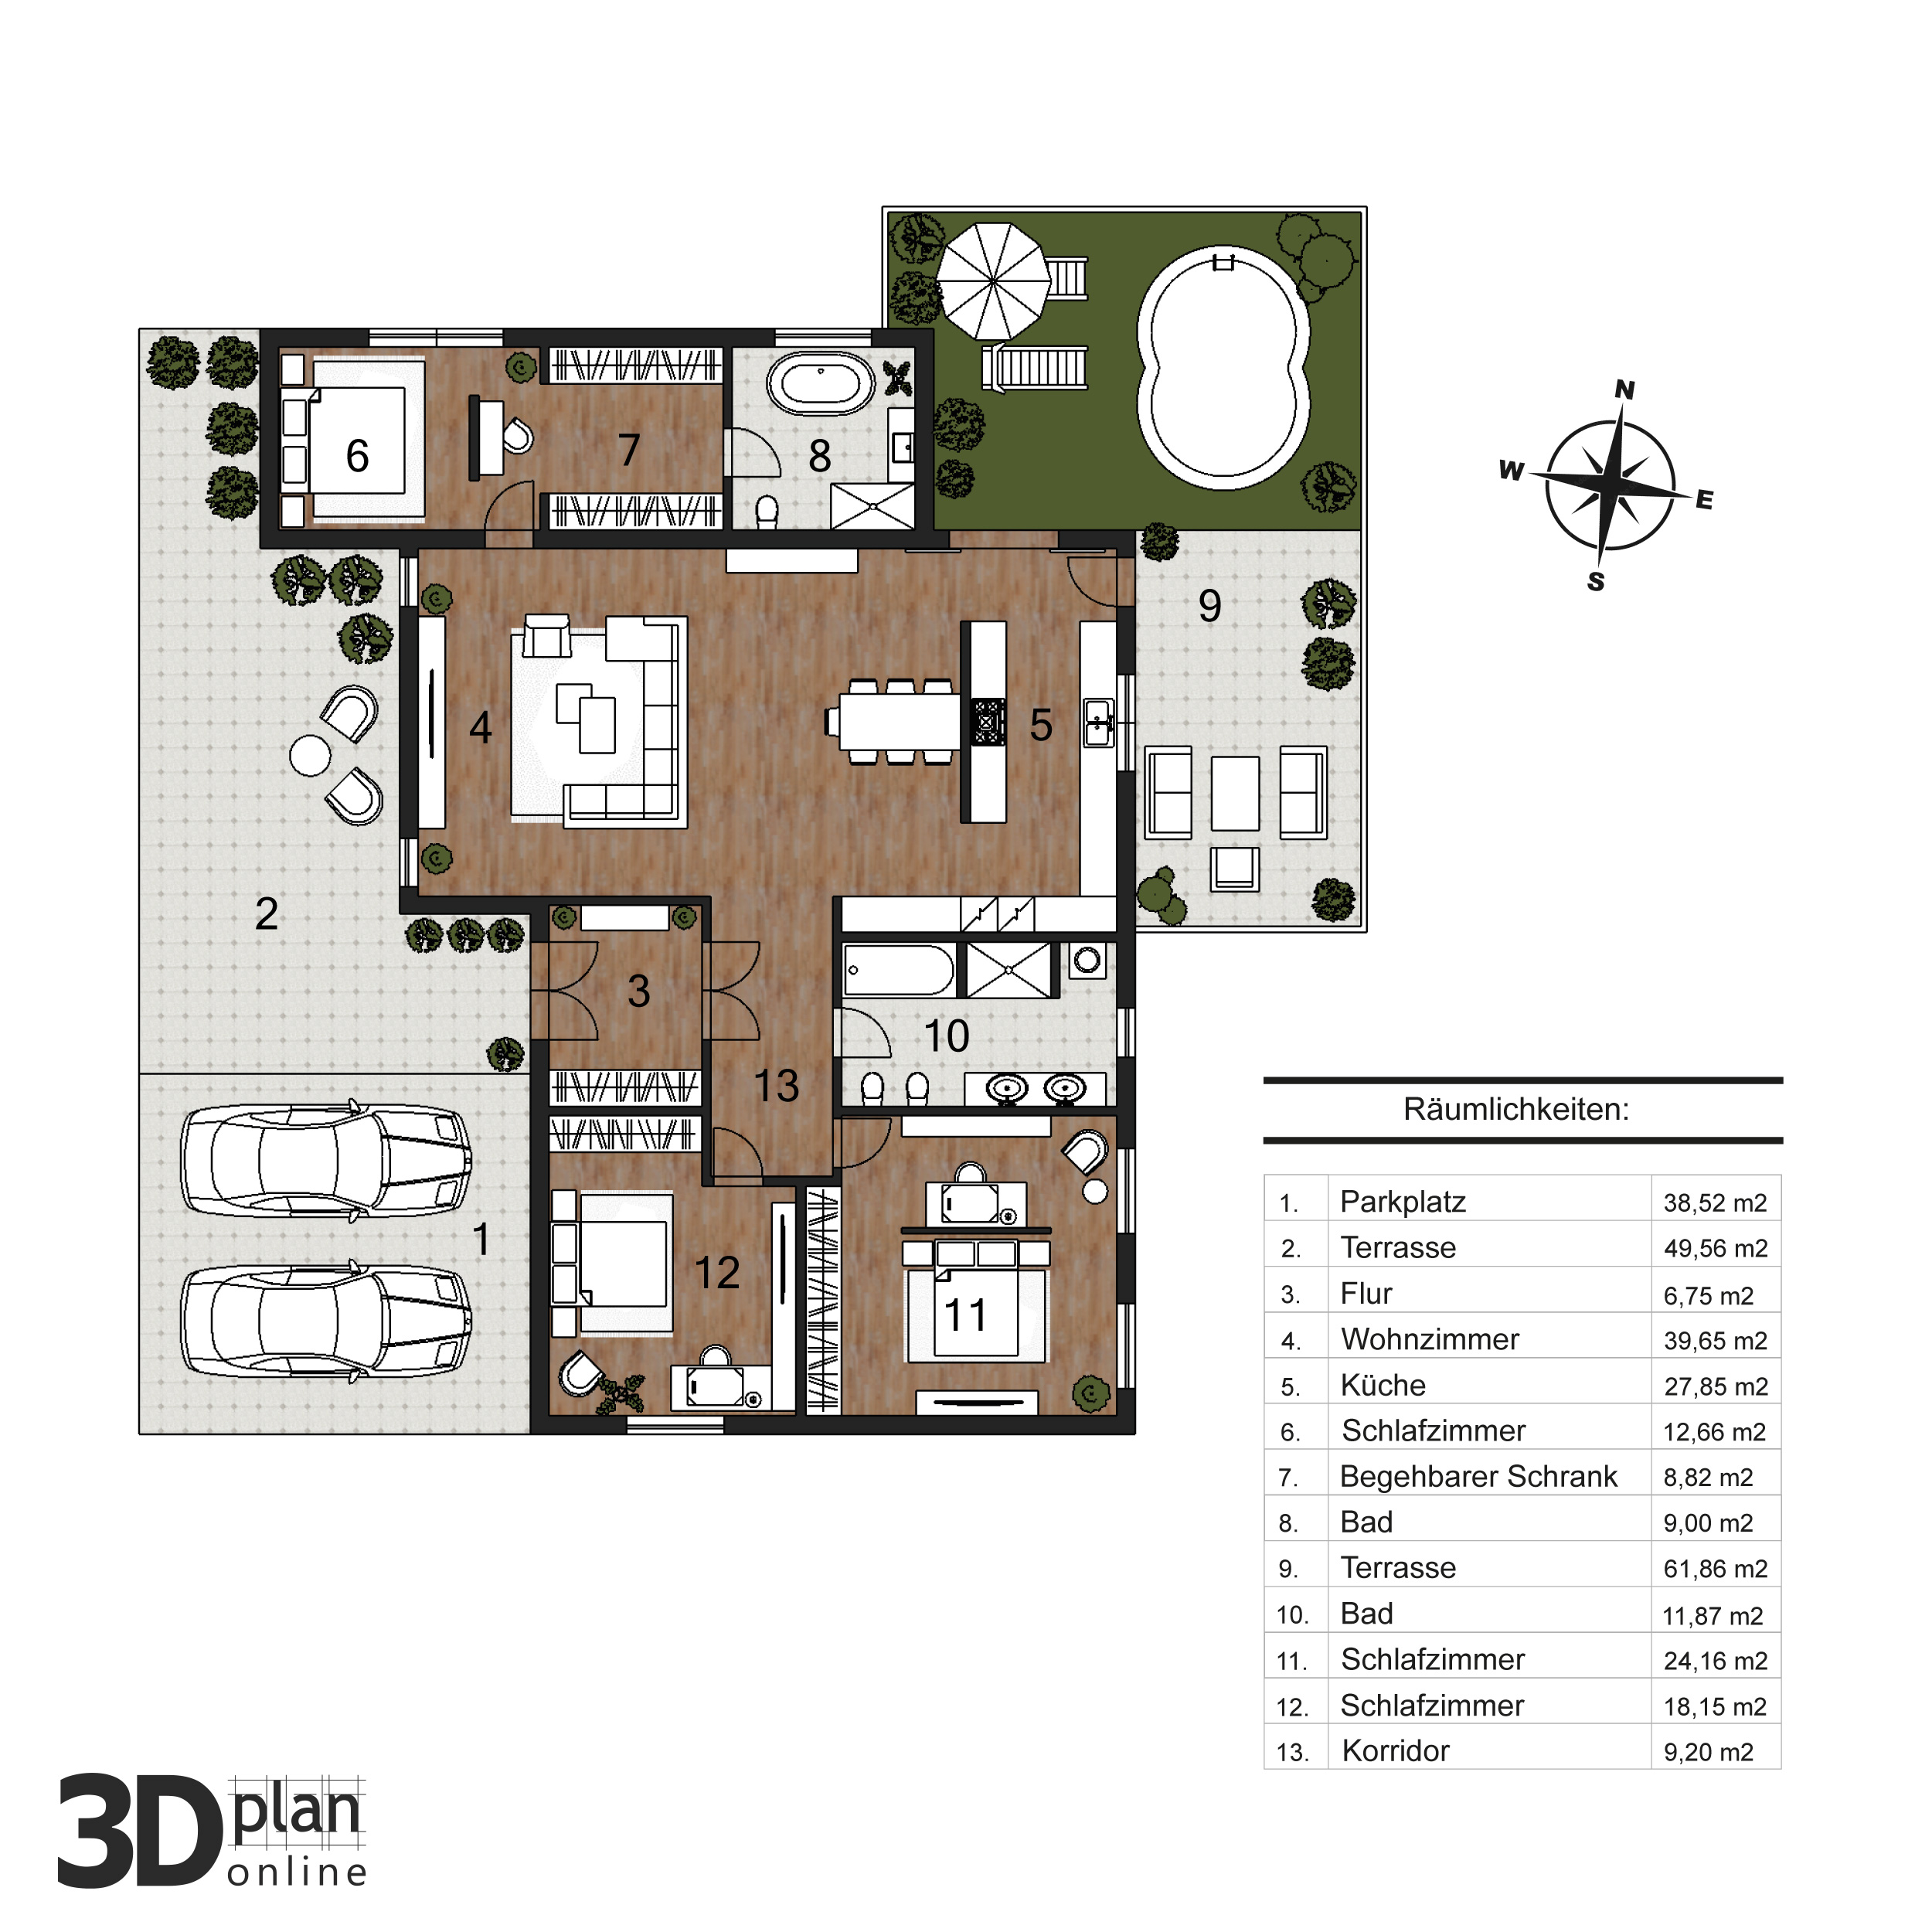 N
W
E
S
6
7
8
9
4
5
2
3
10
13
1
12
11
Räumlichkeiten:
1. Parkplatz 38,52 m2
2. Terrasse 49,56 m2
3. Flur 6,75 m2
4. Wohnzimmer 39,65 m2
5. Küche 27,85 m2
6. Schlafzimmer 12,66 m2
7. Begehbarer Schrank 8,82 m2
8. Bad 9,00 m2
9. Terrasse 61,86 m2
10. Bad 11,87 m2
11. Schlafzimmer 24,16 m2
12. Schlafzimmer 18,15 m2
13. Korridor 9,20 m2
3D plan
online